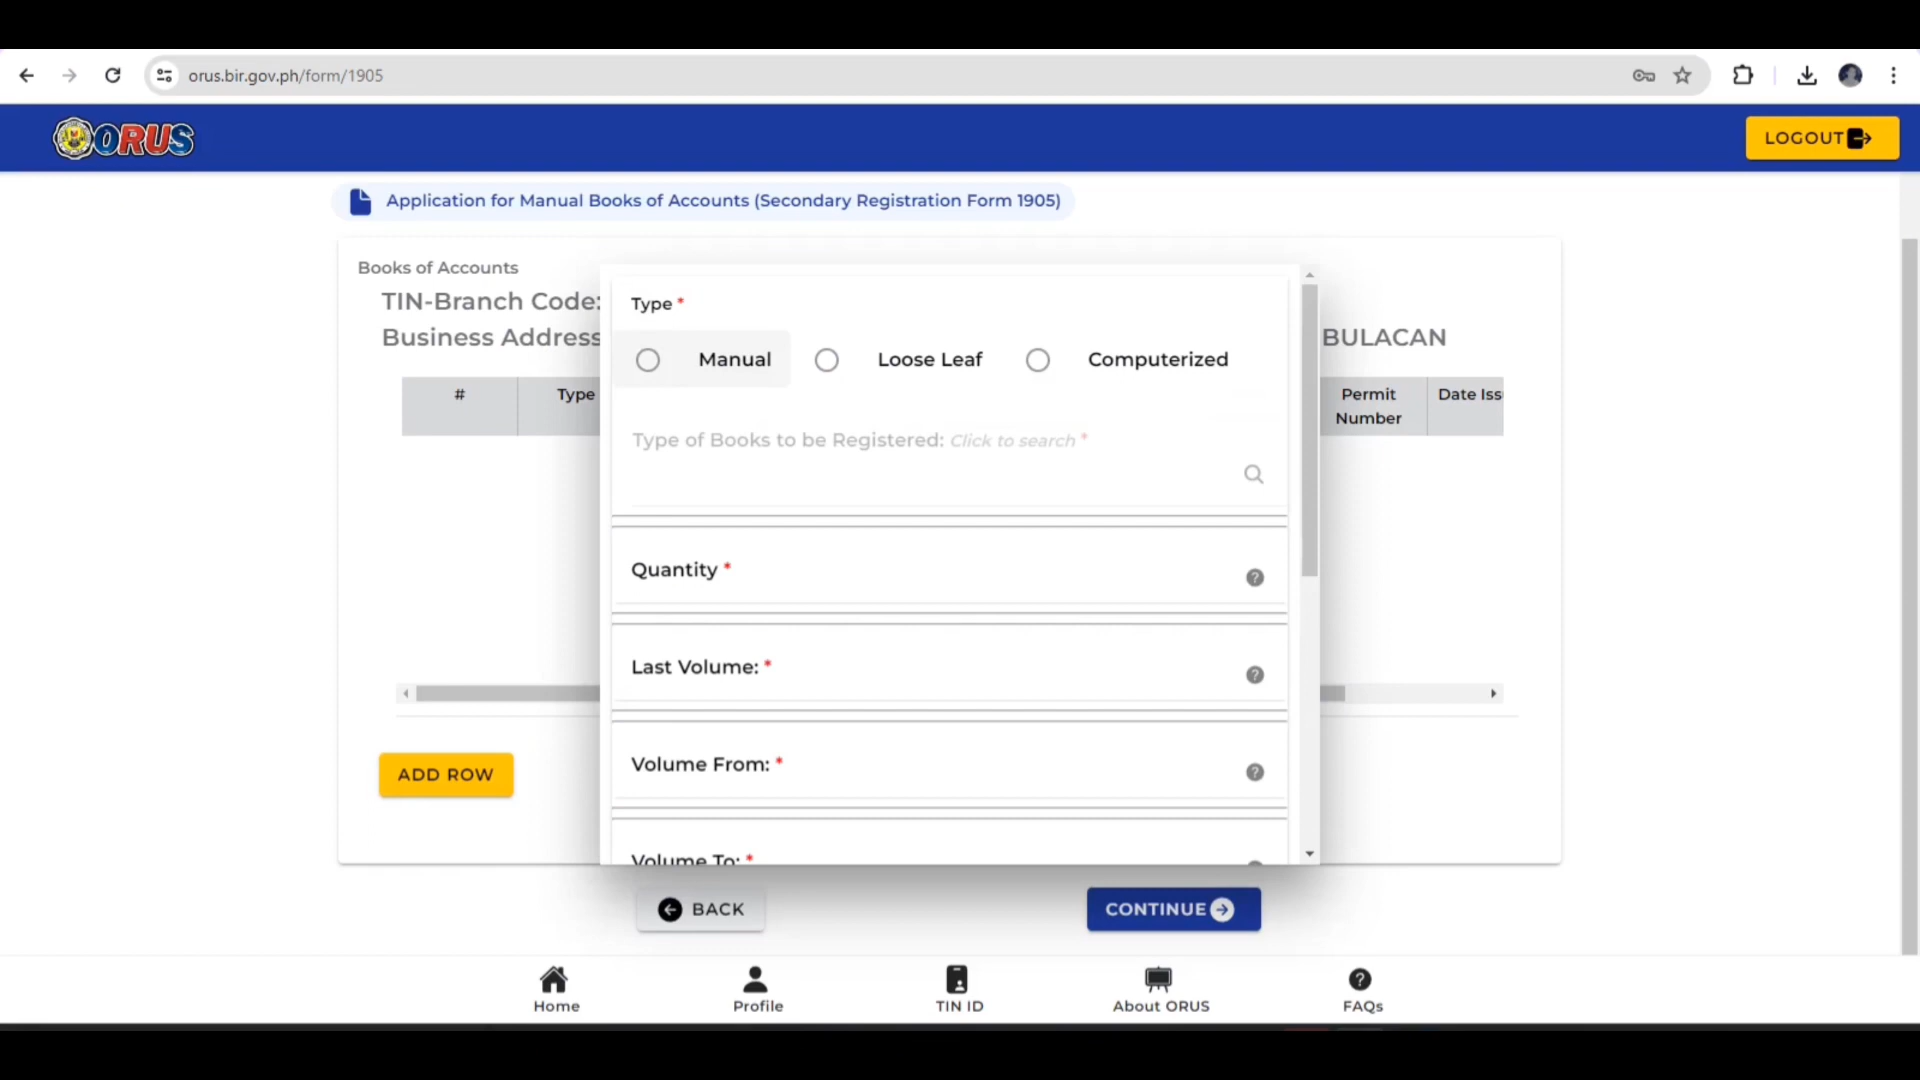 orus.bir.gov.ph/form/1905
ORUS
LOGOUT
Application for Manual Books of Accounts (Secondary Registration Form 1905)
Books of Accounts
TIN-Branch Code:
Business Address
BULACAN
# Type
Permit Number
Date Iss
Type *
Manual Loose Leaf Computerized
Type of Books to be Registered: Click to search *
Quantity *
Last Volume: *
Volume From: *
Volume To: *
ADD ROW
BACK
CONTINUE
Home Profile TIN ID About ORUS FAQs